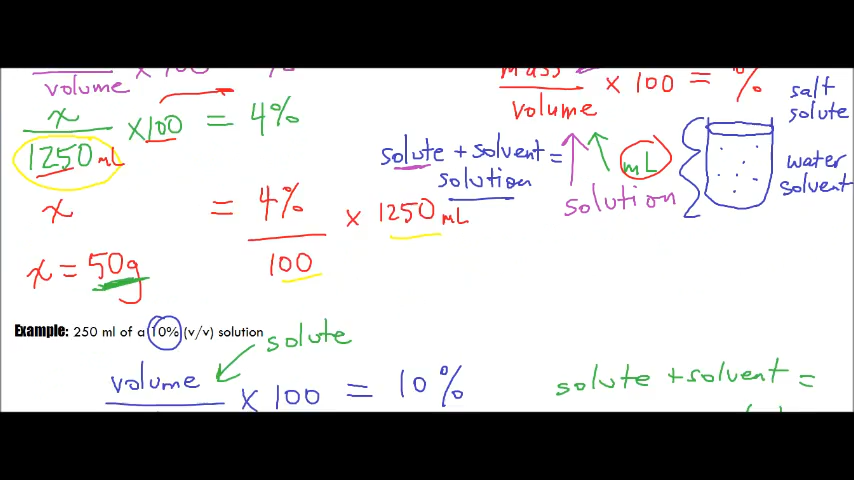 volume × 100 %
x
1250 mL × 100 = 4%
x = 4% / 100 × 1250 mL
x = 50g
mass
volume × 100 = %
solute + solvent =
solution
mL
solution
salt
solute
water
solvent
Example: 250 ml of a 10% (v/v) solution
solute
volume × 100 = 10%
solute + solvent =